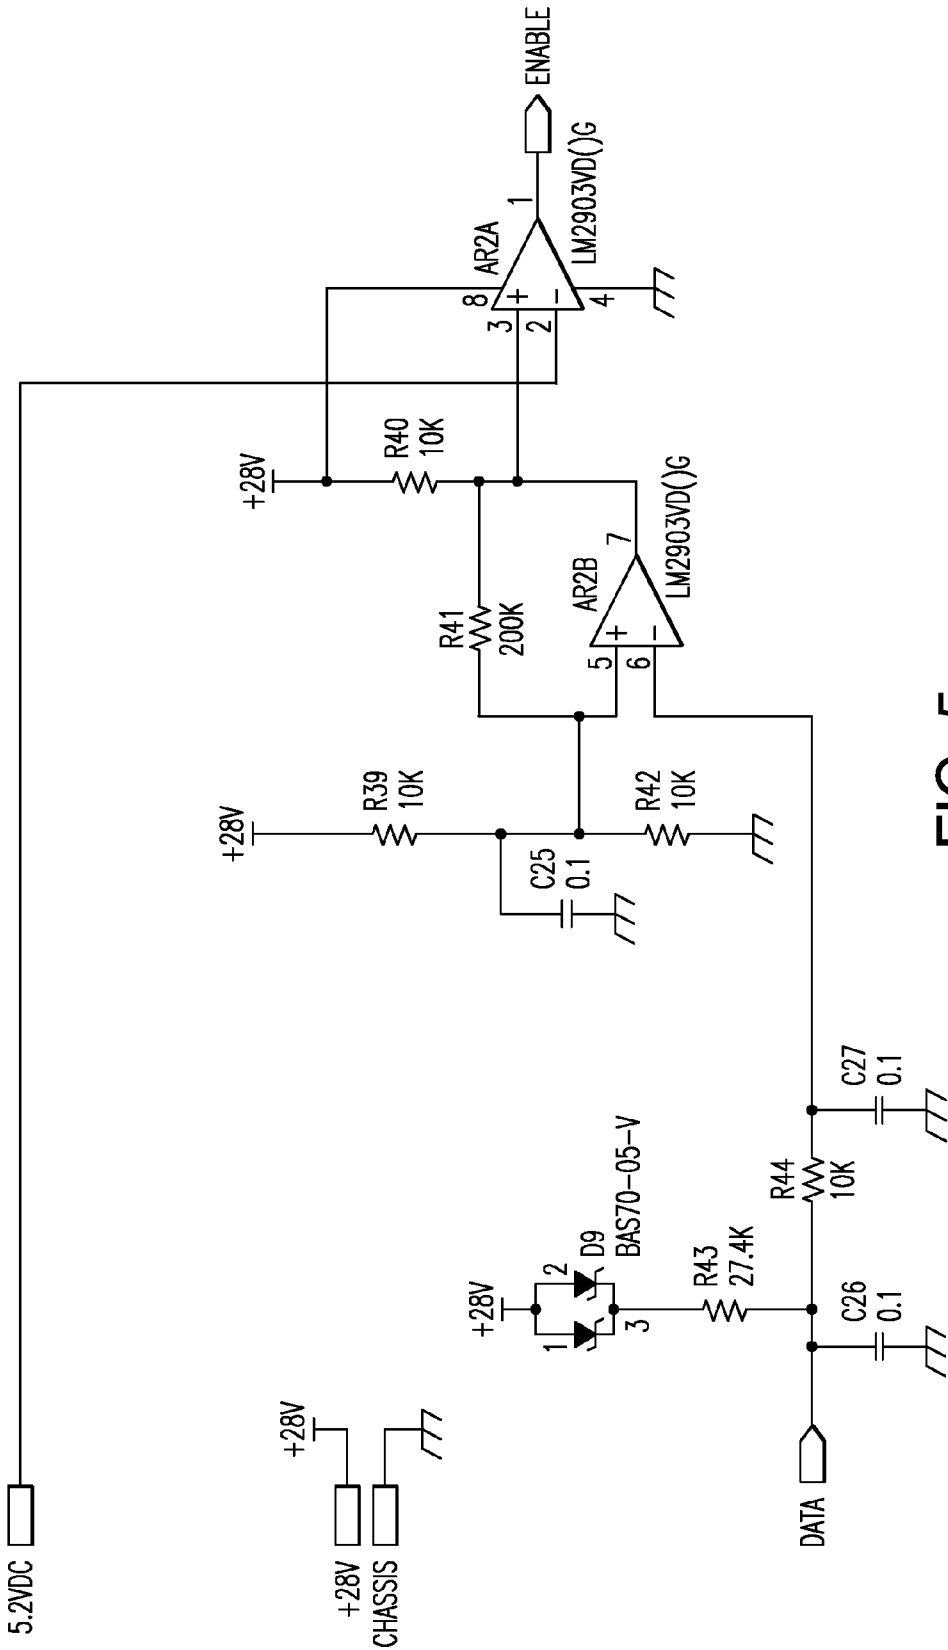 5.2VDC
+28V
CHASSIS
+28V
DATA
+28V
1
2
3
D9
BAS70-05-V
R43
27.4K
C26
0.1
R44
10K
C27
0.1
+28V
R39
10K
C25
0.1
R42
10K
R41
200K
5
6
+
-
7
AR2B
LM2903VD()G
+28V
R40
10K
8
3
2
4
+
-
1
AR2A
LM2903VD()G
ENABLE